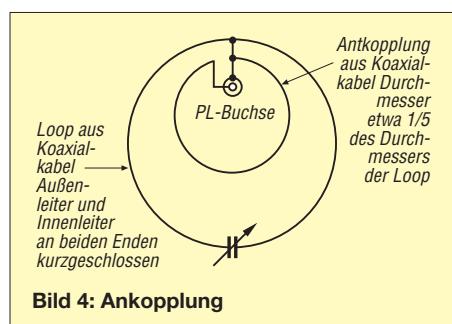 Antkopplung
aus Koaxial-
kabel Durch-
messer
etwa 1/5
des Durch-
messers
der Loop
PL-Buchse
Loop aus
Koaxial-
kabel
Außen-
leiter und
Innenleiter
an beiden Enden
kurzgeschlossen
Bild 4: Ankopplung